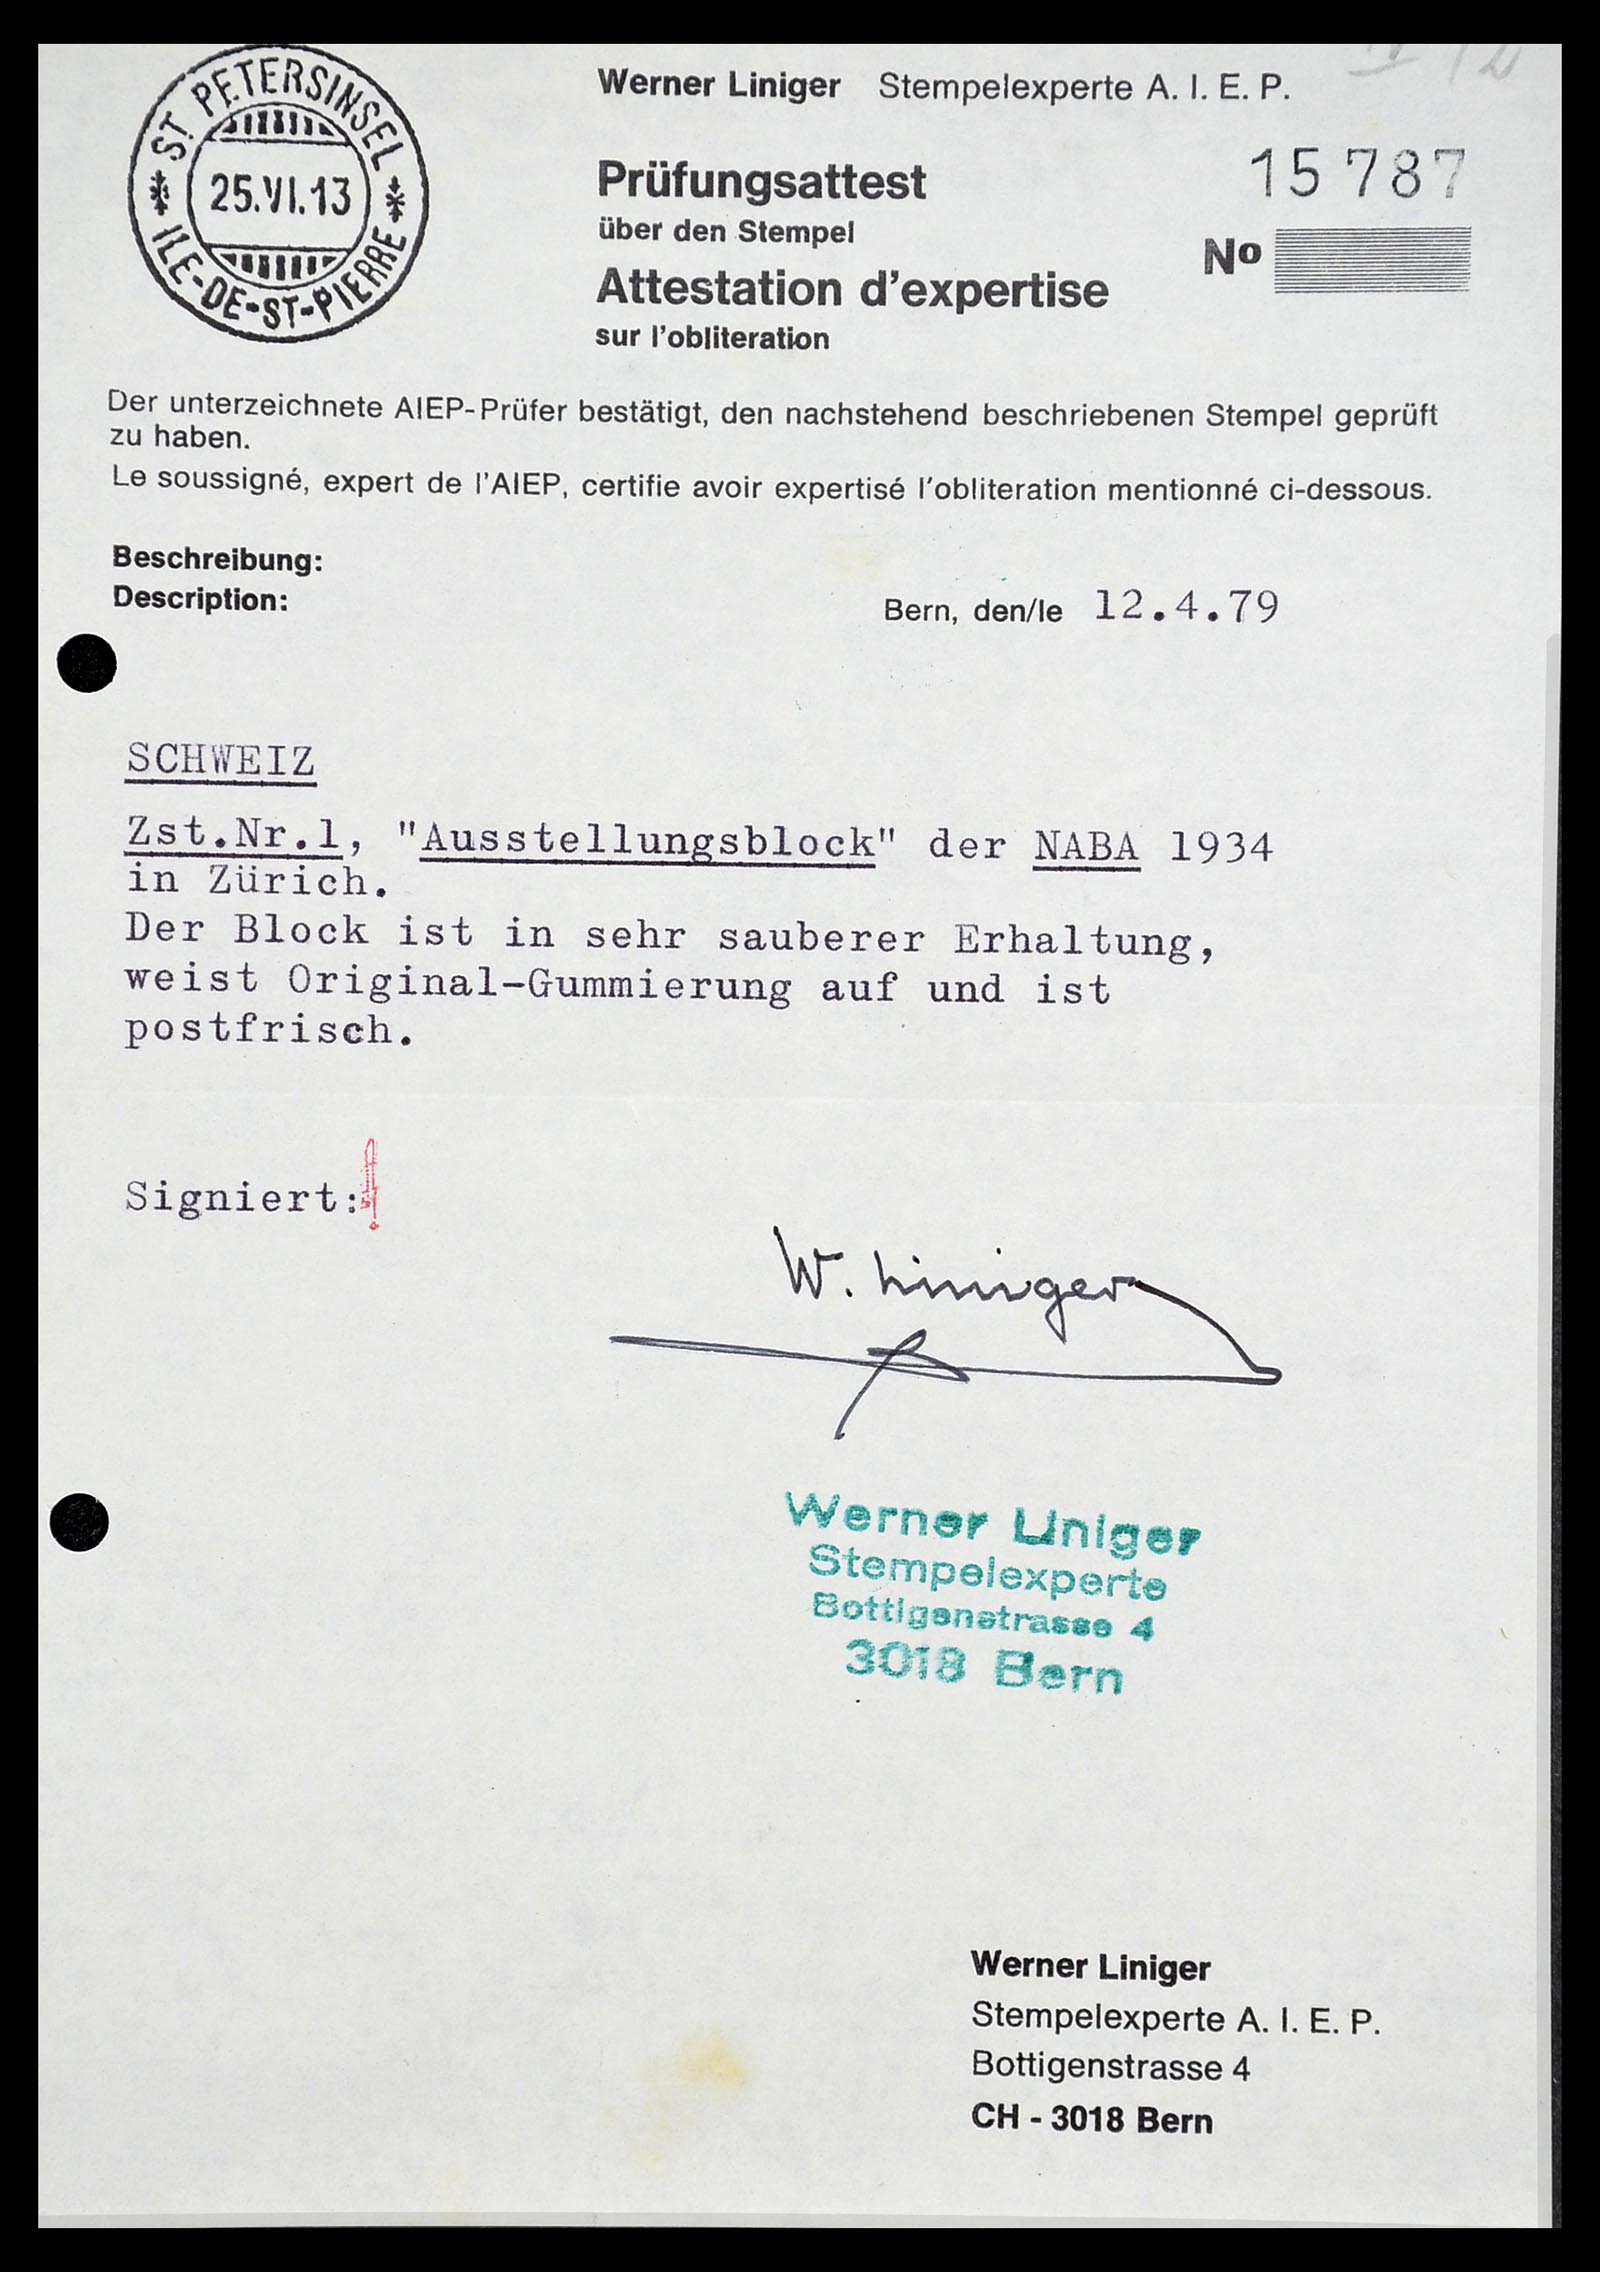 ST. PETERSINSEL
25.VI.13
ILE-DE-ST-PIERRE
Werner Liniger Stempelexperte A. I. E. P.
Prüfungsattest
über den Stempel
Attestation d'expertise
sur l'obliteration
15 787
No
Der unterzeichnete AIEP-Prüfer bestätigt, den nachstehend beschriebenen Stempel geprüft
zu haben.
Le soussigné, expert de l'AIEP, certifie avoir expertisé l'obliteration mentionné ci-dessous.
Beschreibung:
Description:
Bern, den/le 12.4.79
SCHWEIZ
Zst.Nr.1, "Ausstellungsblock" der NABA 1934
in Zürich.
Der Block ist in sehr sauberer Erhaltung,
weist Original-Gummierung auf und ist
postfrisch.
Signiert:
W. Liniger
Werner Liniger
Stempelexperte
Bottigenstrasse 4
3018 Bern
Werner Liniger
Stempelexperte A. I. E. P.
Bottigenstrasse 4
CH - 3018 Bern